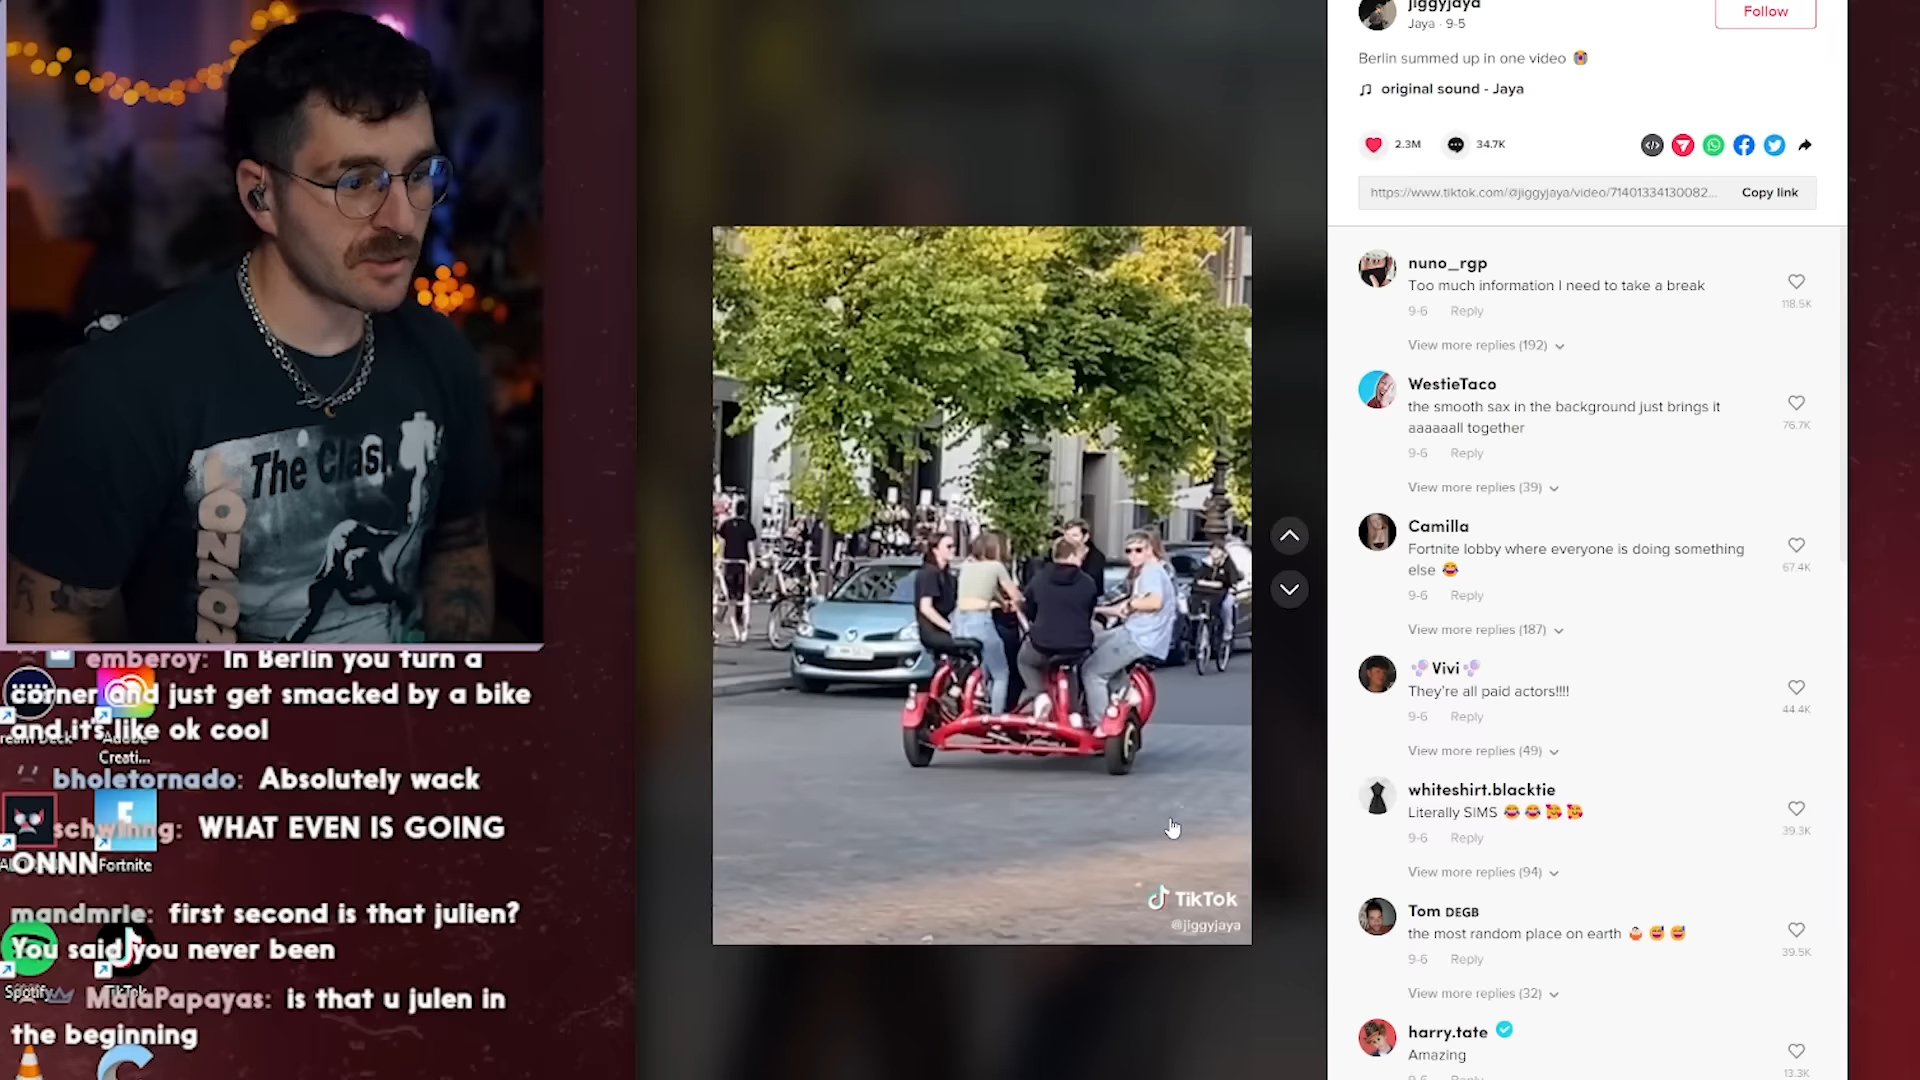 jiggyjaya
Jaya · 9-5
Follow
Berlin summed up in one video
original sound - Jaya
2.3M
34.7K
https://www.tiktok.com/@jiggyjaya/video/71401334130082...
Copy link
nuno_rgp
Too much information I need to take a break
118.5K
9-6 Reply
View more replies (192)
WestieTaco
the smooth sax in the background just brings it
aaaaaall together
76.7K
9-6 Reply
View more replies (39)
Camilla
Fortnite lobby where everyone is doing something
else 😂
67.4K
9-6 Reply
View more replies (187)
Vivi
They're all paid actors!!!!
44.4K
9-6 Reply
View more replies (49)
whiteshirt.blacktie
Literally SIMS 😂 😂 🥰 🥰
39.3K
9-6 Reply
View more replies (94)
Tom DEGB
the most random place on earth
39.5K
9-6 Reply
View more replies (32)
harry.tate
Amazing
13.3K
9-6 Reply
TikTok
@jiggyjaya
The Clas
LONDON
emberoy: In Berlin you turn a
corner and just get smacked by a bike
and it's like ok cool
Creati...
bholetornado: Absolutely wack
schwinng: WHAT EVEN IS GOING
ONNN
Fortnite
mandmrie: first second is that julien?
You said you never been
Spotify
TikTok
MalaPapayas: is that u julen in
the beginning